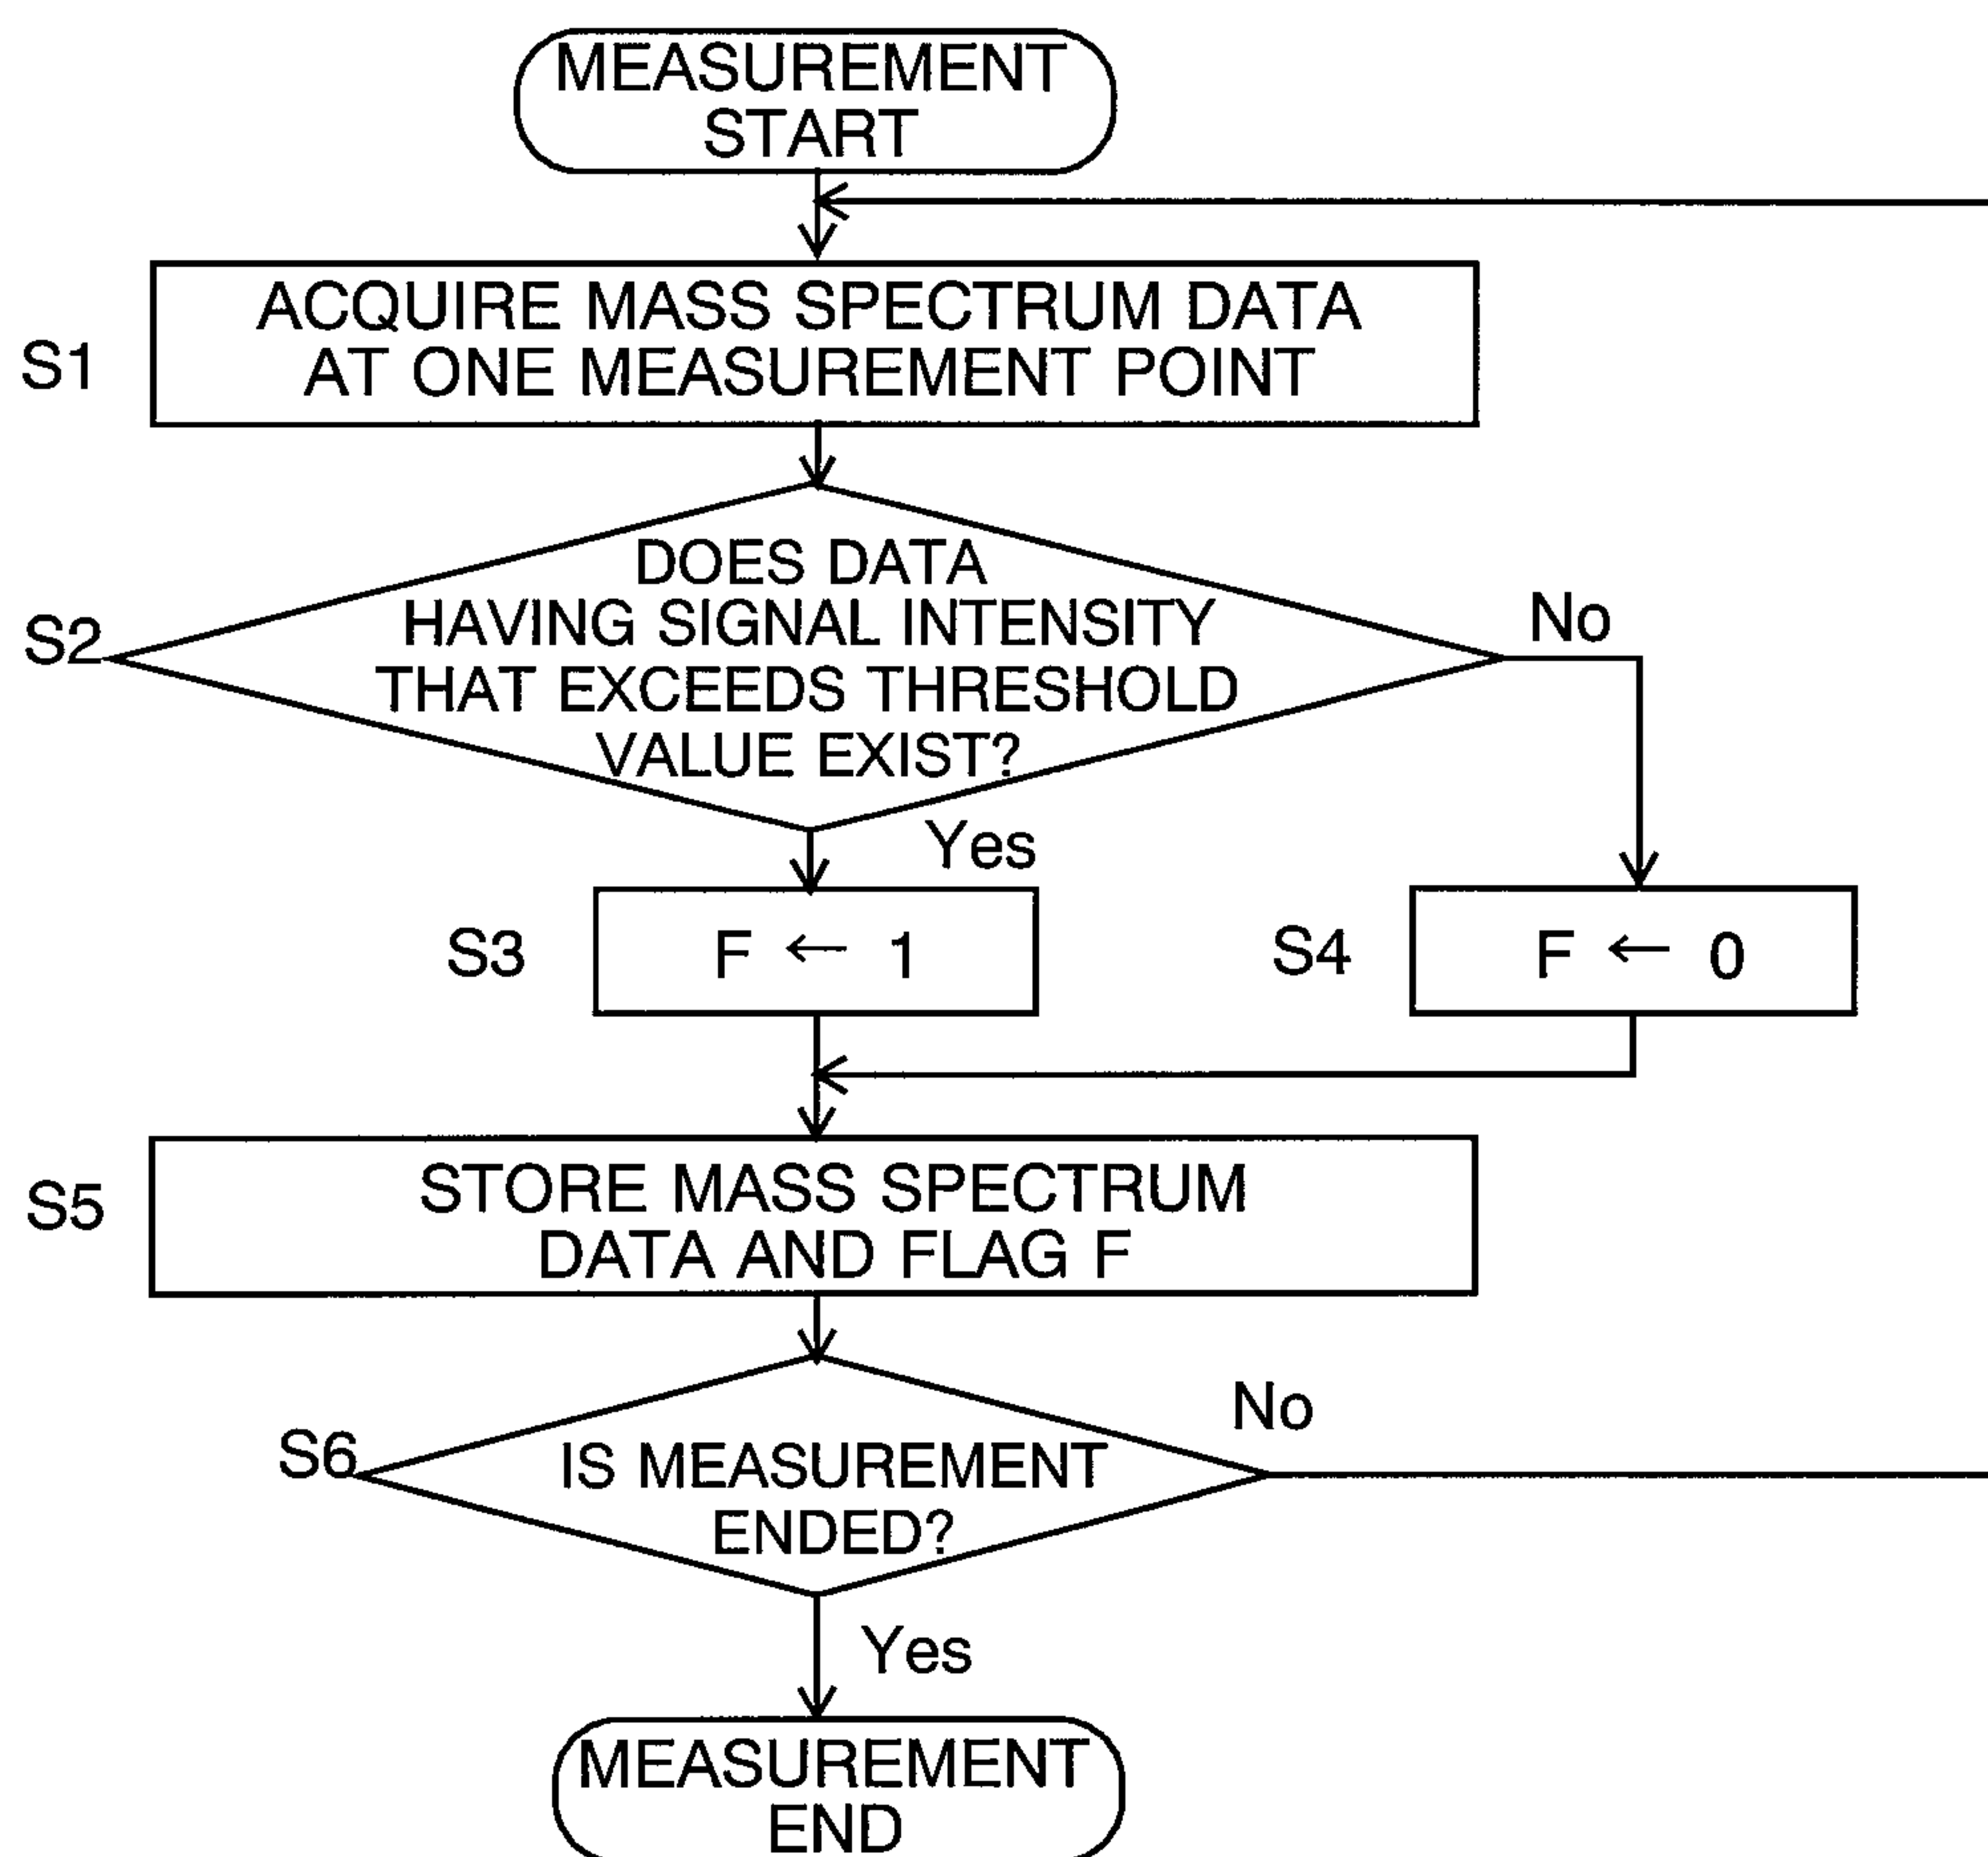 MEASUREMENT
START
ACQUIRE MASS SPECTRUM DATA
S1
AT ONE MEASUREMENT POINT
DOES DATA
HAVING SIGNAL INTENSITY
No
S2
THAT EXCEEDS THRESHOLD
VALUE EXIST?
Yes
S3
F ← 1
S4
F ← 0
S5
STORE MASS SPECTRUM
DATA AND FLAG F
No
S6
IS MEASUREMENT
ENDED?
Yes
MEASUREMENT
END